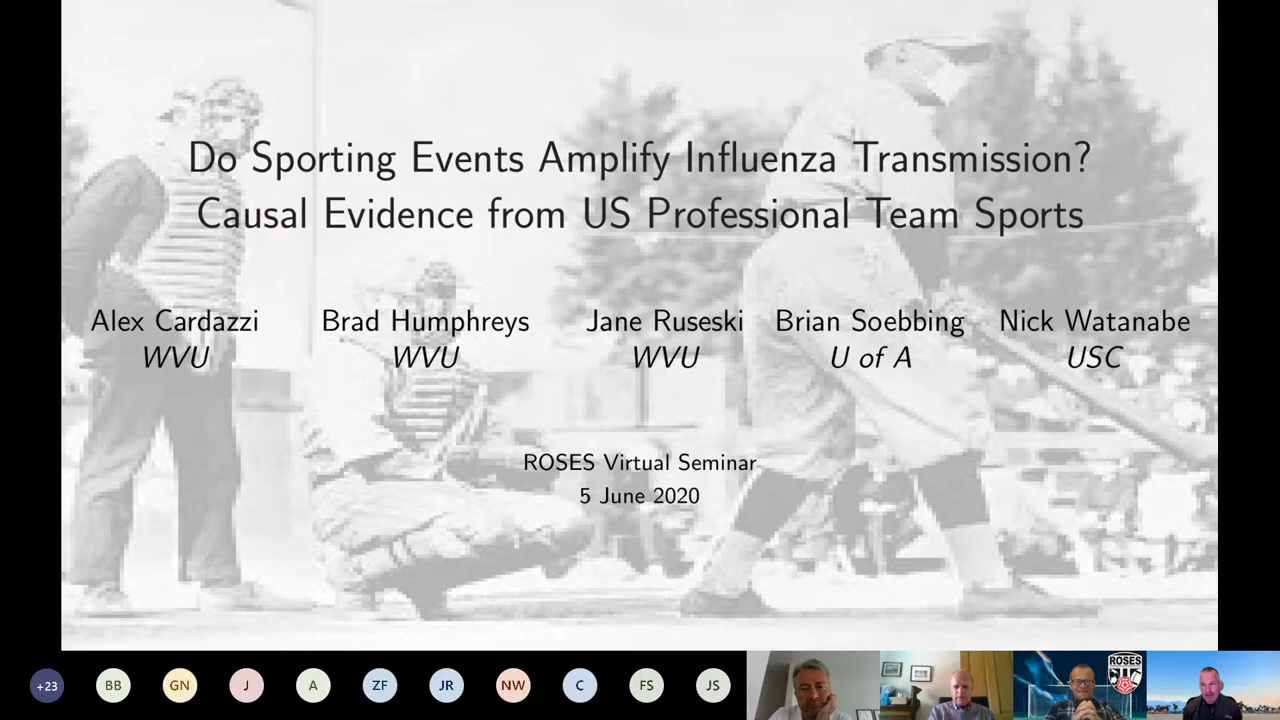 Do Sporting Events Amplify Influenza Transmission?
Causal Evidence from US Professional Team Sports
Alex Cardazzi Brad Humphreys Jane Ruseski Brian Soebbing Nick Watanabe
WVU WVU WVU U of A USC
ROSES Virtual Seminar
5 June 2020
+23 BB GN J A ZF JR NW C FS JS
ROSES